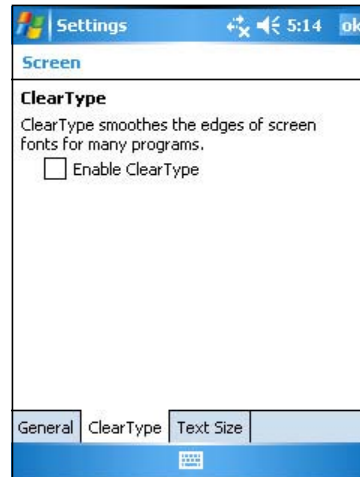 Settings 5:14 ok
Screen
ClearType
ClearType smoothes the edges of screen
fonts for many programs.
Enable ClearType
General ClearType Text Size